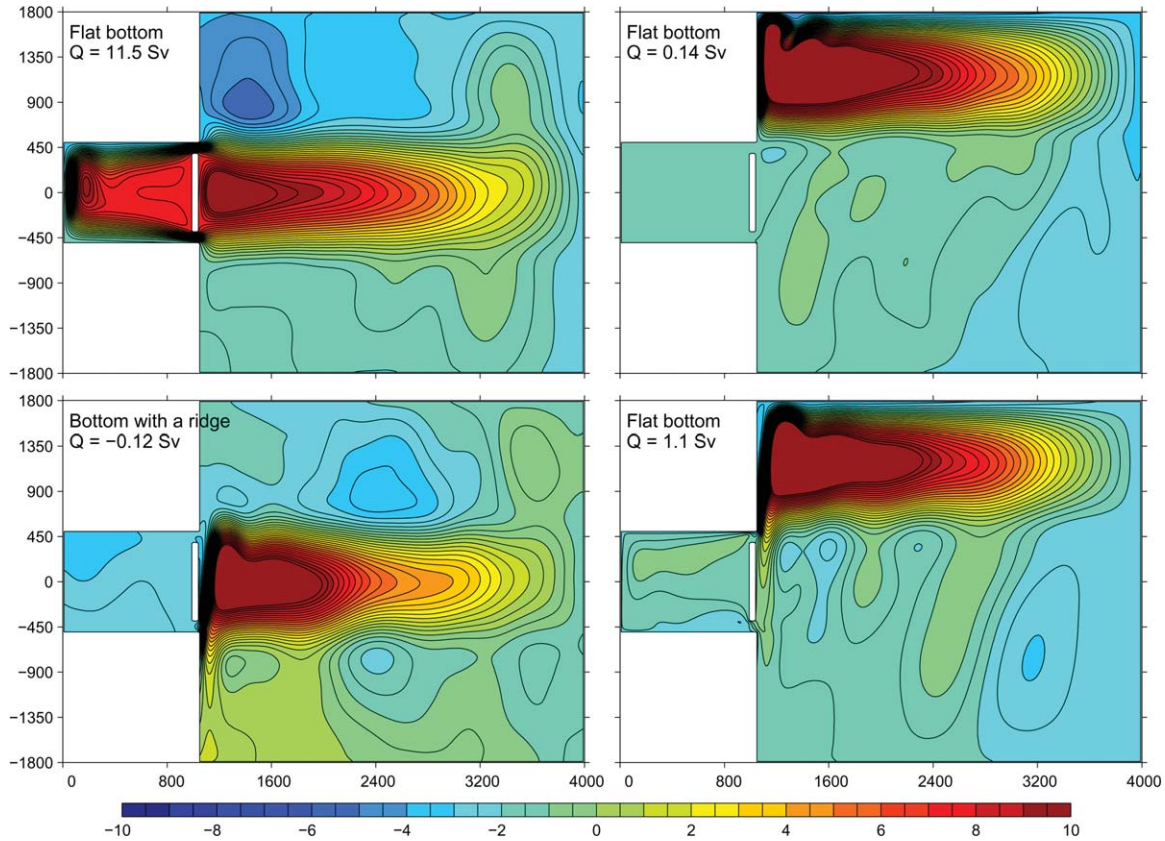 Flat bottom
Q = 11.5 Sv
1800
1350
900
450
0
−450
−900
−1350
−1800
Flat bottom
Q = 0.14 Sv
Bottom with a ridge
Q = −0.12 Sv
1800
1350
900
450
0
−450
−900
−1350
−1800
0 800 1600 2400 3200 4000
Flat bottom
Q = 1.1 Sv
0 800 1600 2400 3200 4000
−10 −8 −6 −4 −2 0 2 4 6 8 10